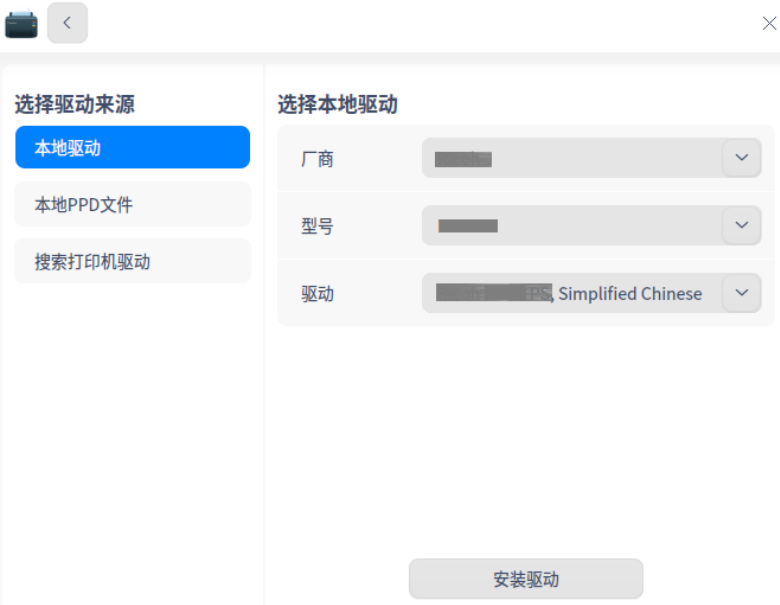 选择驱动来源
本地驱动
本地PPD文件
搜索打印机驱动
选择本地驱动
厂商
型号
驱动
, Simplified Chinese
安装驱动